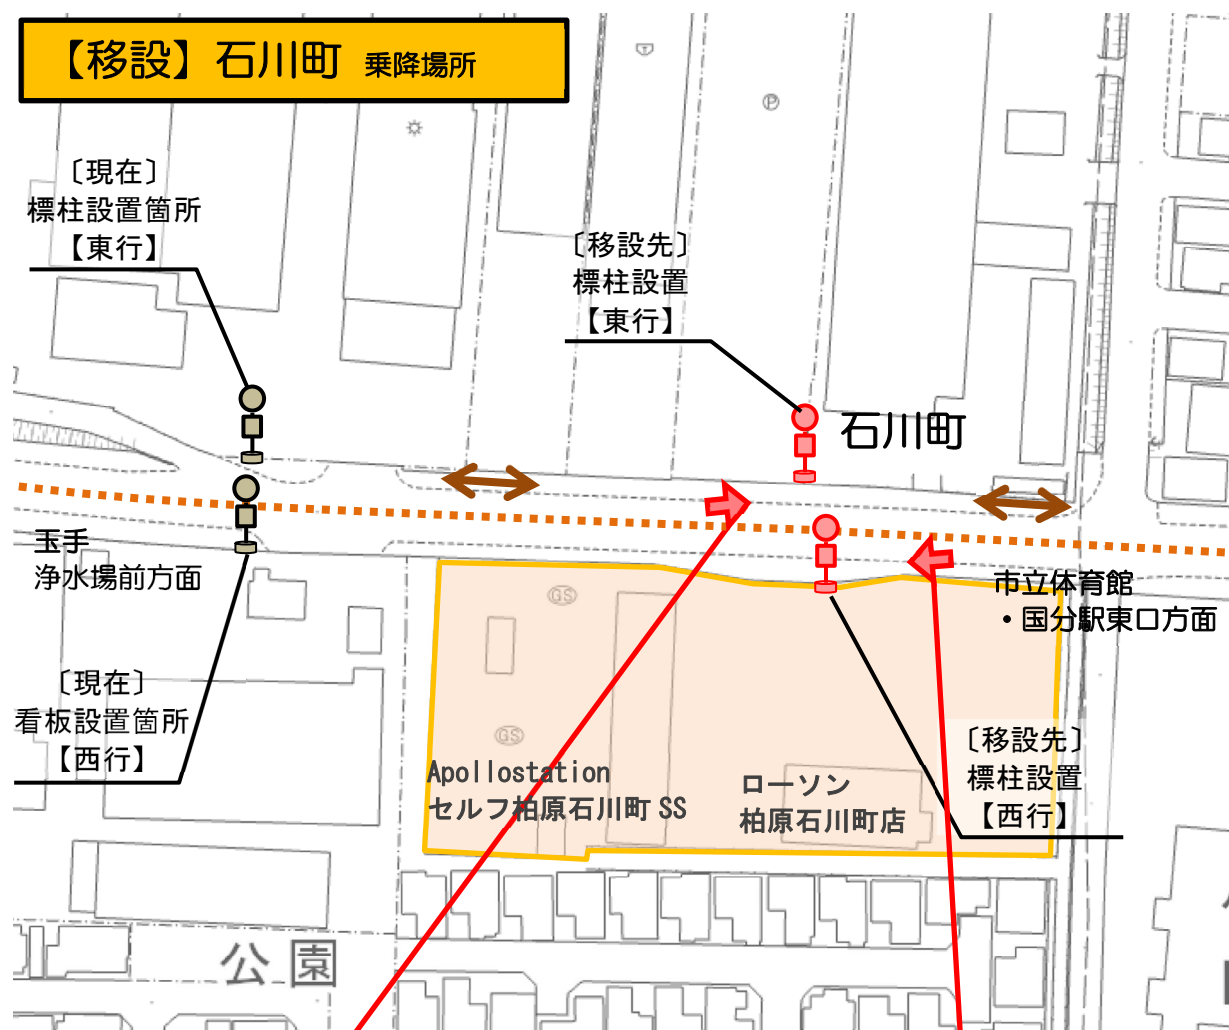 【移設】石川町 乗降場所
〔現在〕
標柱設置箇所
【東行】
〔移設先〕
標柱設置
【東行】
石川町
玉手
浄水場前方面
市立体育館
・国分駅東口方面
〔現在〕
看板設置箇所
【西行】
〔移設先〕
標柱設置
【西行】
GS
GS
P
Apollostation
セルフ柏原石川町SS
ローソン
柏原石川町店
公園